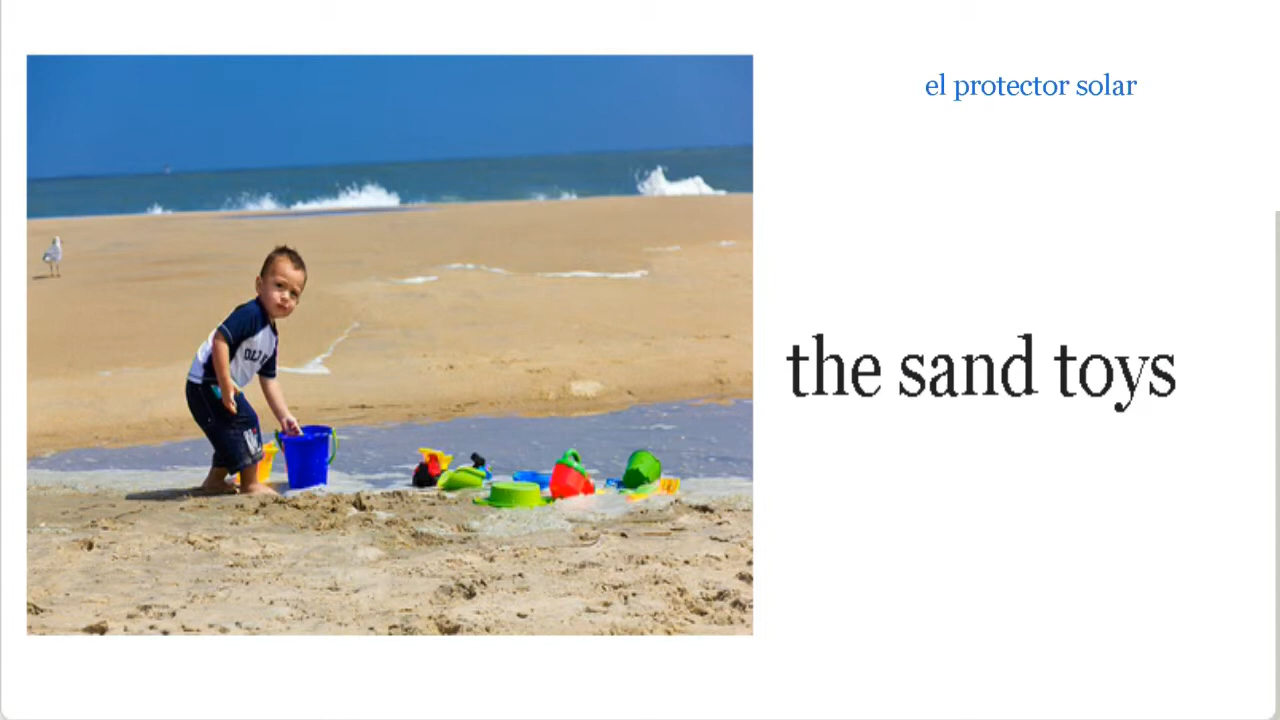 el protector solar
the sand toys